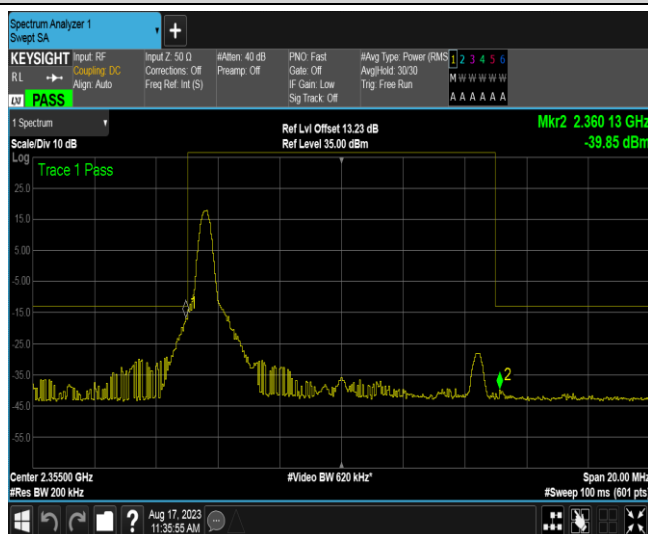 Spectrum Analyzer 1
Swept SA
+
KEYSIGHT
RL
LXI PASS
Input: RF
Coupling: DC
Align: Auto
Input Z: 50 Ω
Corrections: Off
Freq Ref: Int (S)
#Atten: 40 dB
Preamp: Off
PNO: Fast
Gate: Off
IF Gain: Low
Sig Track: Off
#Avg Type: Power (RMS
Avg|Hold: 30/30
Trig: Free Run
1 2 3 4 5 6
M W W W W W
A A A A A A
1 Spectrum
Scale/Div 10 dB
Ref Lvl Offset 13.23 dB
Ref Level 35.00 dBm
Mkr2 2.360 13 GHz
-39.85 dBm
Log
Trace 1 Pass
25.0
15.0
5.00
-5.00
-15.0
-25.0
-35.0
-45.0
-55.0
2
Center 2.35500 GHz
#Res BW 200 kHz
#Video BW 620 kHz*
Span 20.00 MHz
#Sweep 100 ms (601 pts)
?
Aug 17, 2023
11:35:55 AM